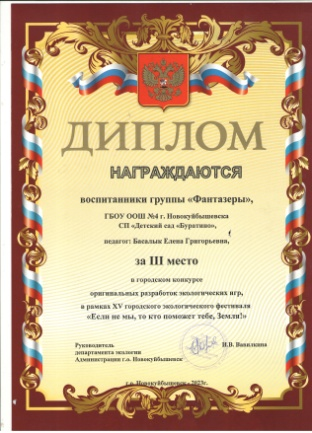 ДИПЛОМ
НАГРАЖДАЮТСЯ
воспитанники группы «Фантазеры»,
ГБОУ ООШ №4 г. Новокуйбышевска
СП «Детский сад «Буратино»,
педагог: Басалык Елена Григорьевна,
за III место
в городском конкурсе
оригинальных разработок экологических игр,
в рамках XV городского экологического фестиваля
«Если не мы, то кто поможет тебе, Земля!»
Руководитель
департамента экологии
Администрации г.о. Новокуйбышевск
г.о. Новокуйбышевск - 2023г.